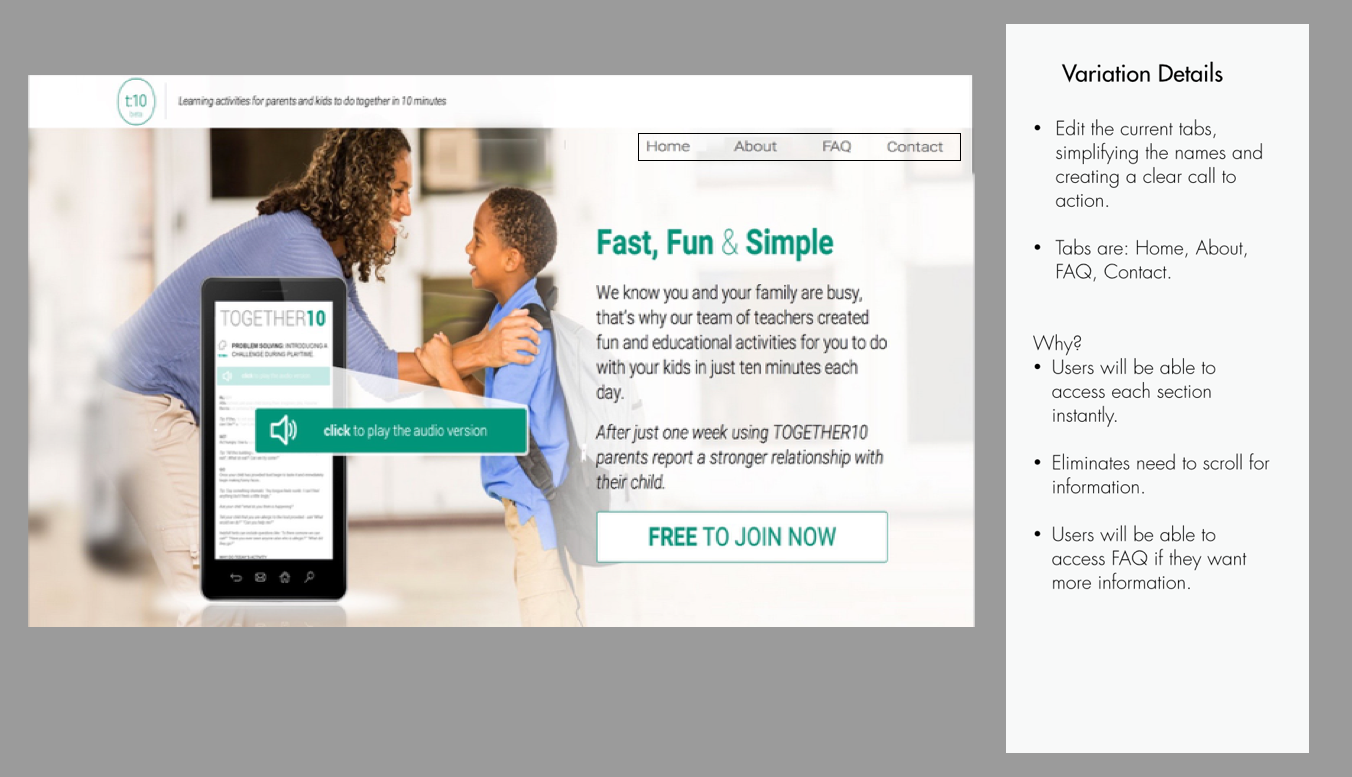 t:10
Learning activities for parents and kids to do together in 10 minutes
Home About FAQ Contact
Fast, Fun & Simple
We know you and your family are busy,
that's why our team of teachers created
fun and educational activities for you to do
with your kids in just ten minutes each
day.
After just one week using TOGETHER10
parents report a stronger relationship with
their child.
FREE TO JOIN NOW
TOGETHER10
PROBLEM SOLVING: INTRODUCING A
CHALLENGE DURING PLAYTIME
click to play the audio version
Variation Details
• Edit the current tabs,
simplifying the names and
creating a clear call to
action.
• Tabs are: Home, About,
FAQ, Contact.
Why?
• Users will be able to
access each section
instantly.
• Eliminates need to scroll for
information.
• Users will be able to
access FAQ if they want
more information.